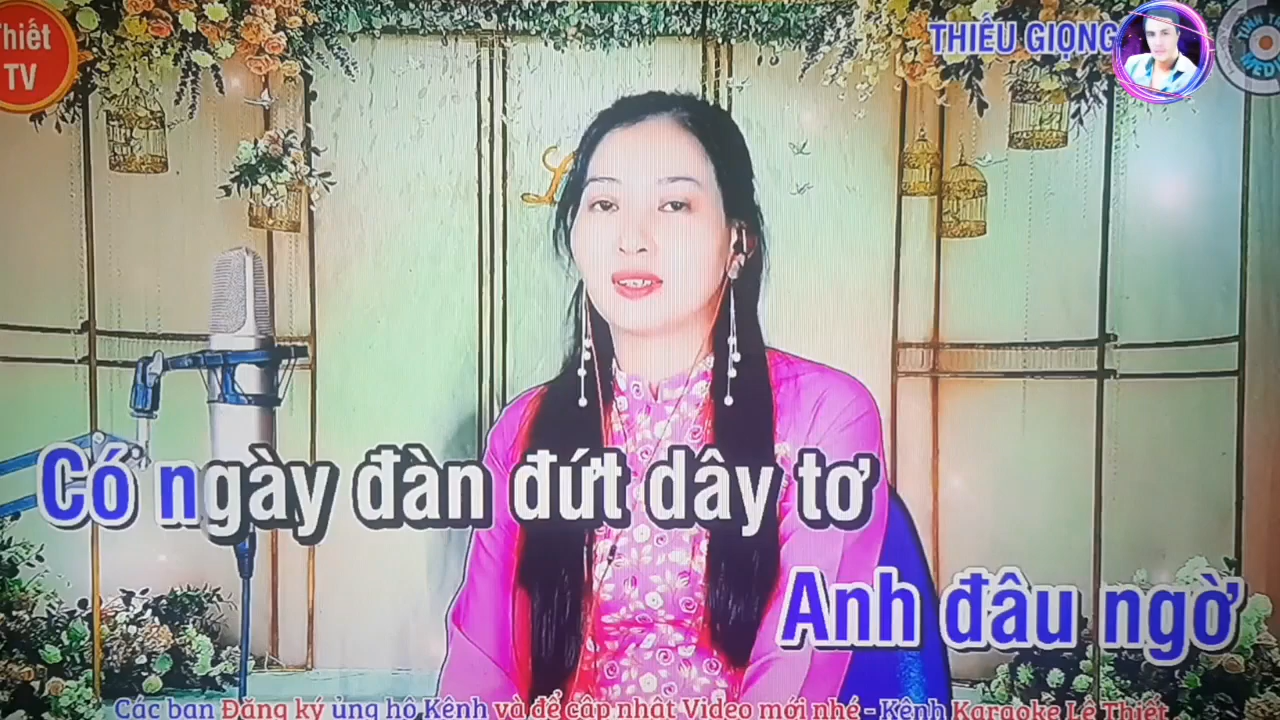 Thiết
TV
THIẾU GIỌNG
Có ngày đàn đứt dây tơ
Anh đâu ngờ
Các bạn Đăng ký ủng hộ Kênh và để cập nhật Video mới nhé - Kênh Karaoke Lê Thiết